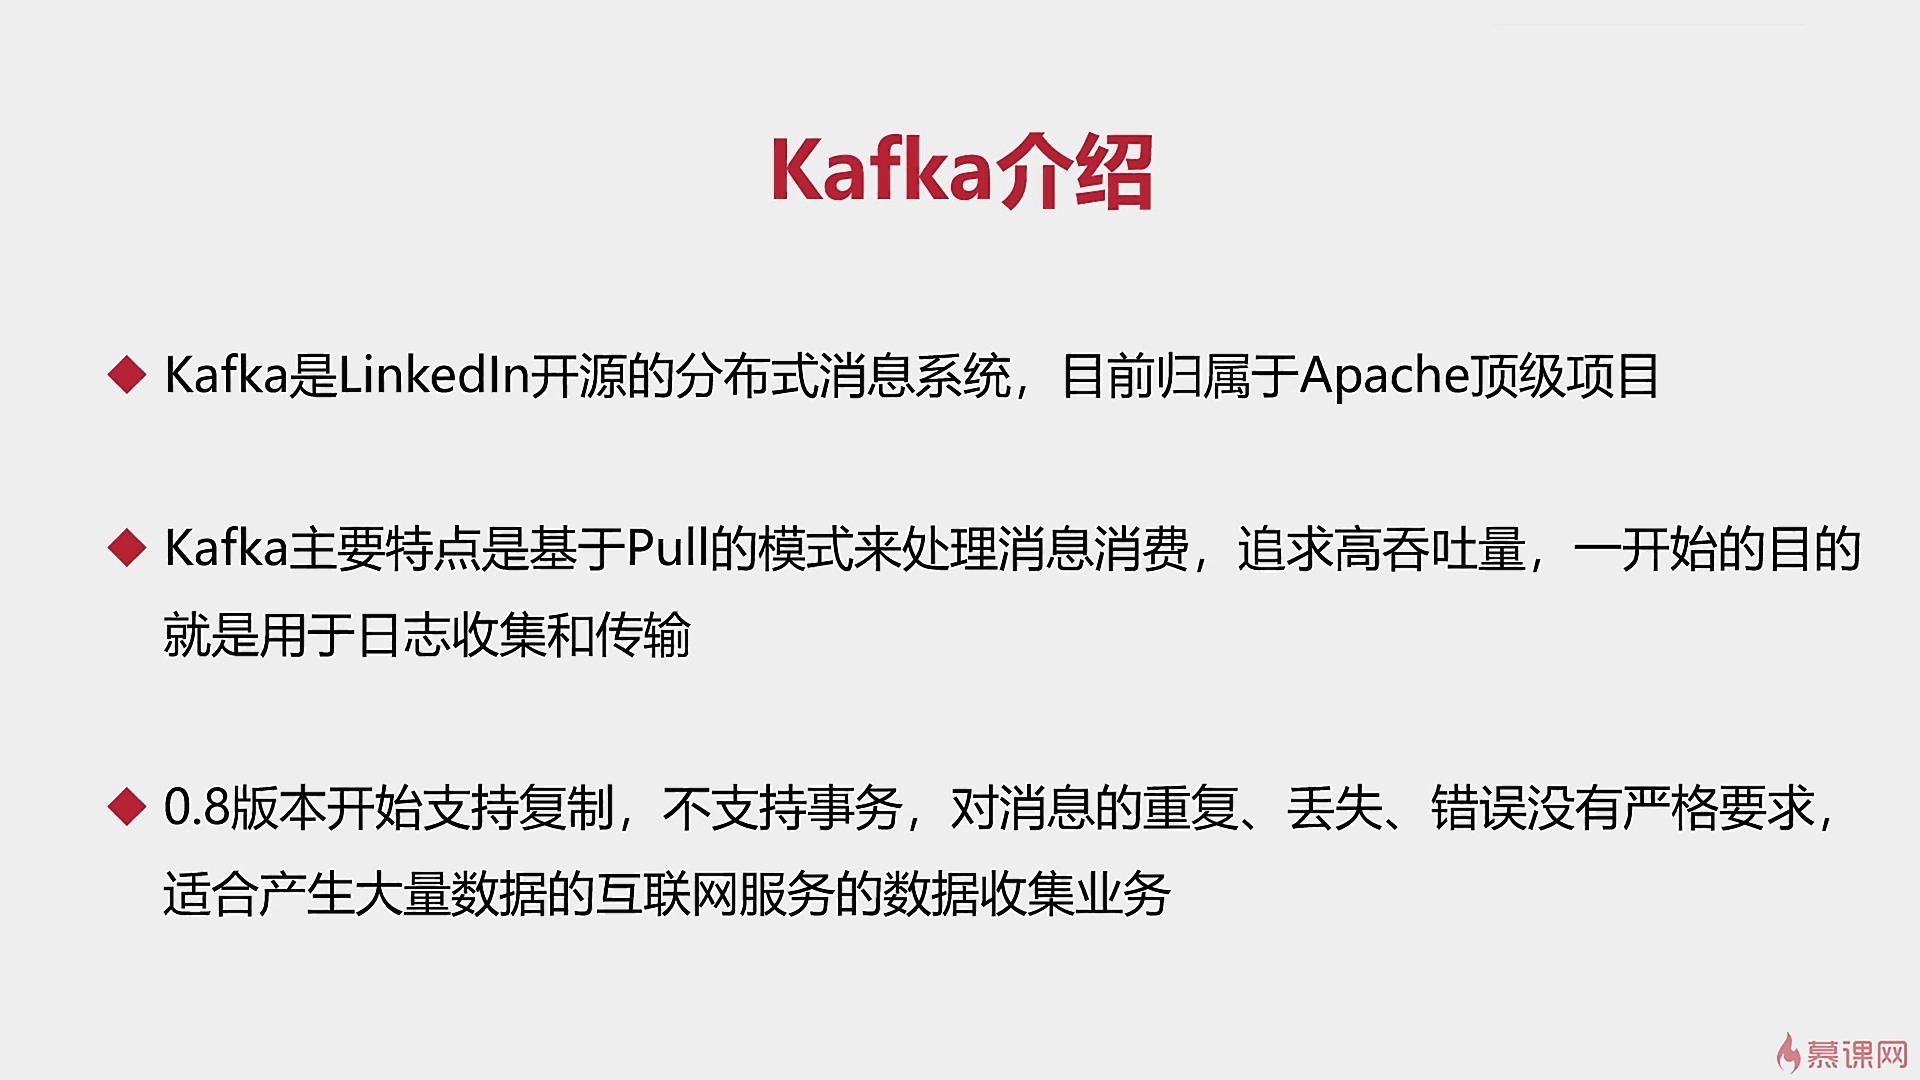 Kafka介绍
Kafka是LinkedIn开源的分布式消息系统，目前归属于Apache顶级项目
Kafka主要特点是基于Pull的模式来处理消息消费，追求高吞吐量，一开始的目的
就是用于日志收集和传输
0.8版本开始支持复制，不支持事务，对消息的重复、丢失、错误没有严格要求，
适合产生大量数据的互联网服务的数据收集业务
慕课网